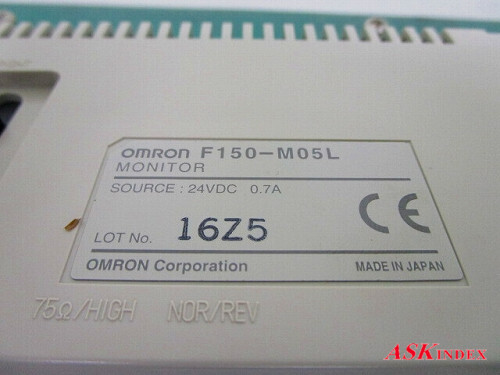 OMRON F150-M05L
MONITOR
SOURCE : 24VDC 0.7A
CE
LOT No. 16Z5
OMRON Corporation MADE IN JAPAN
75Ω/HIGH NOR/REV
ASKINDEX